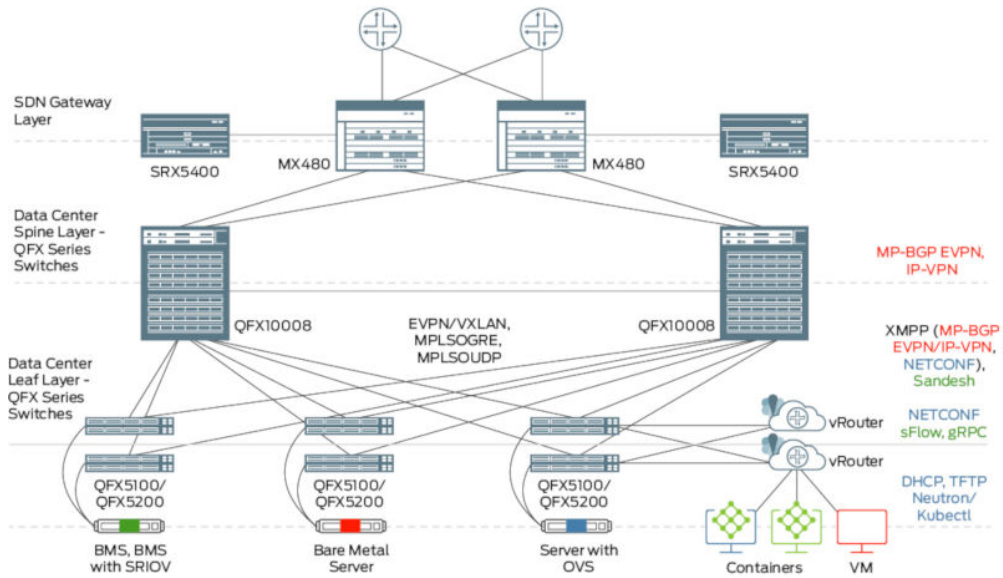 SDN Gateway
Layer
SRX5400
MX480
MX480
SRX5400
Data Center
Spine Layer -
QFX Series
Switches
MP-BGP EVPN,
IP-VPN
QFX10008
EVPN/VXLAN,
MPLSOGRE,
MPLSOUDP
QFX10008
XMPP (MP-BGP
EVPN/IP-VPN,
NETCONF),
Sandesh
Data Center
Leaf Layer -
QFX Series
Switches
vRouter
NETCONF
sFlow, gRPC
vRouter
QFX5100/
QFX5200
QFX5100/
QFX5200
QFX5100/
QFX5200
DHCP, TFTP
Neutron/
Kubectl
BMS, BMS
with SRIOV
Bare Metal
Server
Server with
OVS
Containers
VM